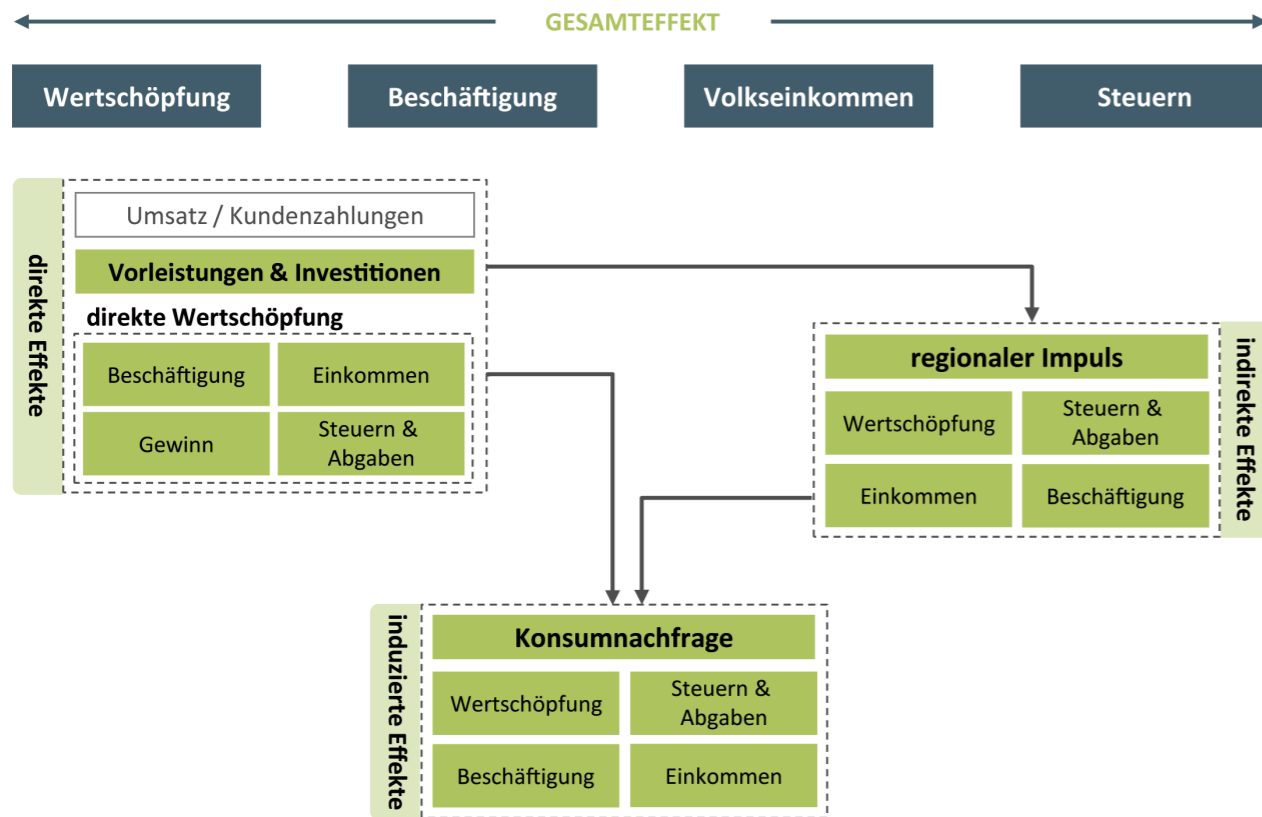 GESAMTEFFEKT
Wertschöpfung
Beschäftigung
Volkseinkommen
Steuern
direkte Effekte
Umsatz / Kundenzahlungen
Vorleistungen & Investitionen
direkte Wertschöpfung
Beschäftigung
Einkommen
Gewinn
Steuern &
Abgaben
indirekte Effekte
regionaler Impuls
Wertschöpfung
Steuern &
Abgaben
Einkommen
Beschäftigung
induzierte Effekte
Konsumnachfrage
Wertschöpfung
Steuern &
Abgaben
Beschäftigung
Einkommen